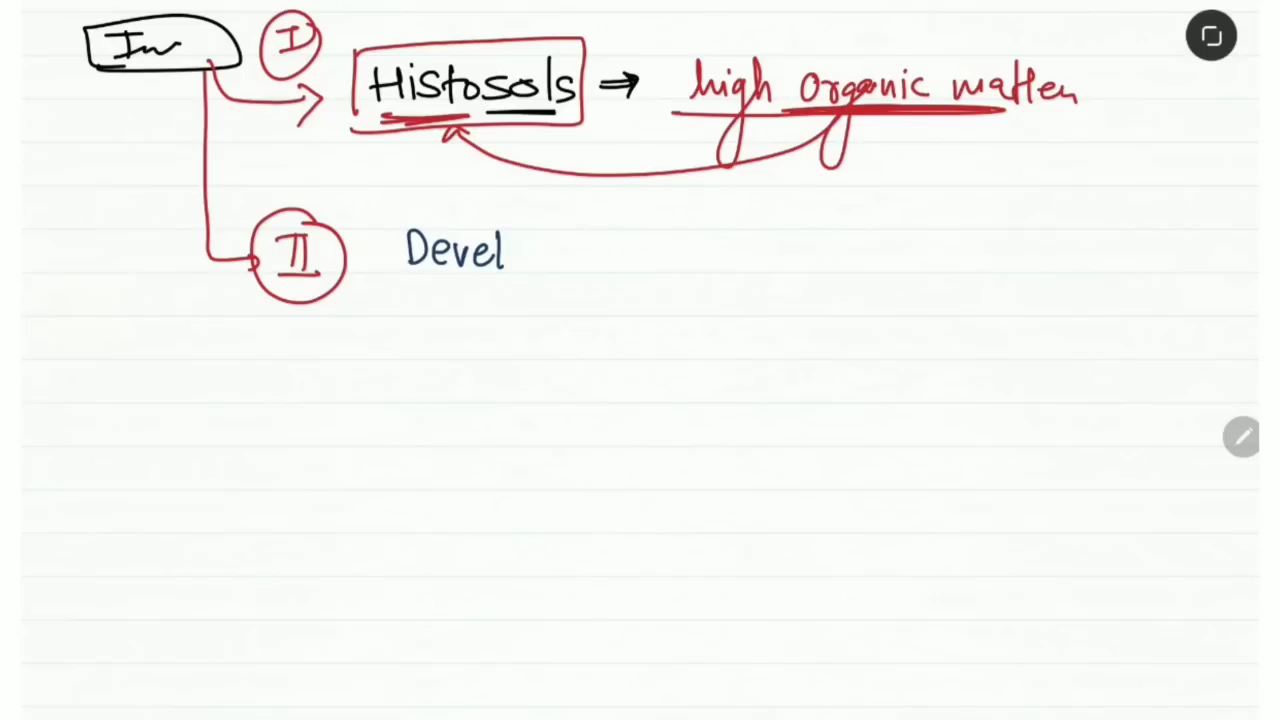 In I
Histosols ⇒ high organic matter
II Devel